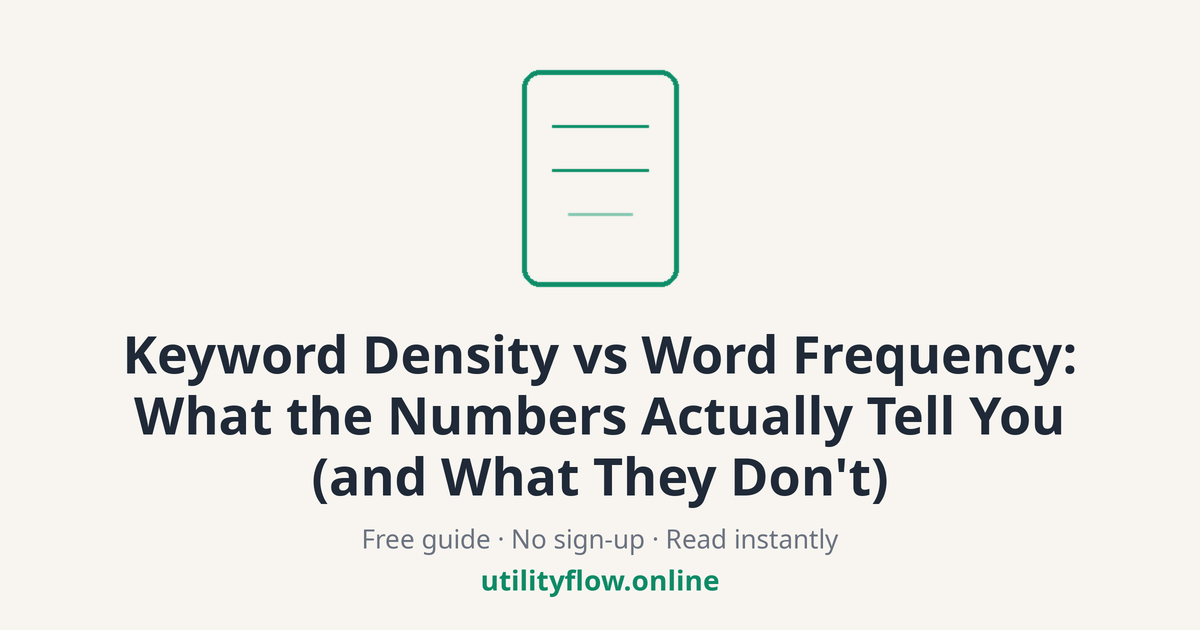 Keyword Density vs Word Frequency:
What the Numbers Actually Tell You
(and What They Don't)
Free guide · No sign-up · Read instantly
utilityflow.online